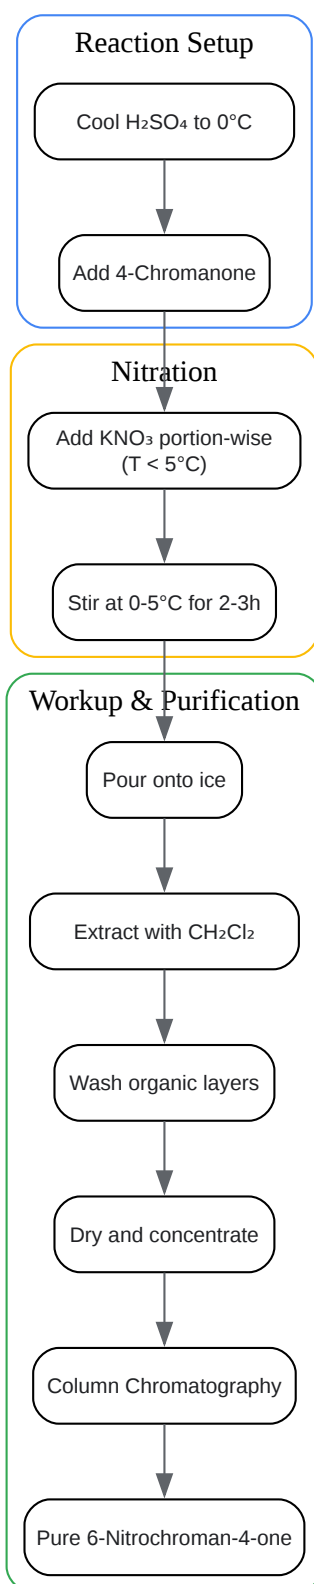 Reaction Setup
Cool H₂SO₄ to 0°C
Add 4-Chromanone
Nitration
Add KNO₃ portion-wise
(T < 5°C)
Stir at 0-5°C for 2-3h
Workup & Purification
Pour onto ice
Extract with CH₂Cl₂
Wash organic layers
Dry and concentrate
Column Chromatography
Pure 6-Nitrochroman-4-one